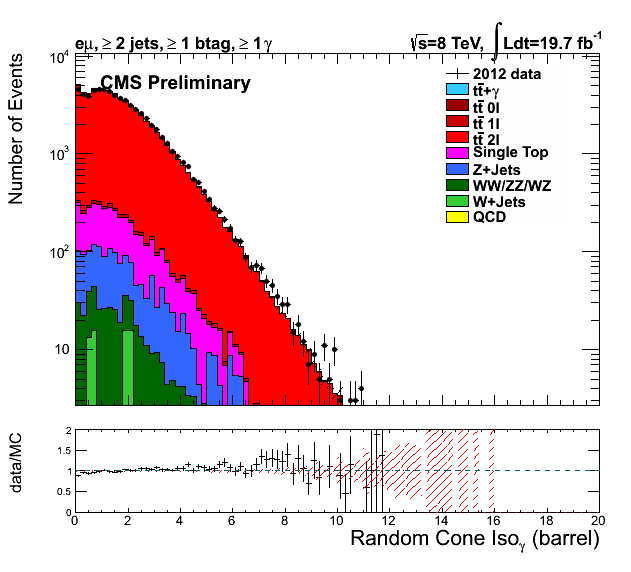 eμ, ≥ 2 jets, ≥ 1 btag, ≥ 1γ
√s=8 TeV, ∫ Ldt=19.7 fb⁻¹
CMS Preliminary
Number of Events
10⁴
10³
10²
10
2012 data
tt̄+γ
tt̄ 0l
tt̄ 1l
tt̄ 2l
Single Top
Z+Jets
WW/ZZ/WZ
W+Jets
QCD
data/MC
2
1.5
1
0.5
0
0 2 4 6 8 10 12 14 16 18 20
Random Cone Isoᵧ (barrel)